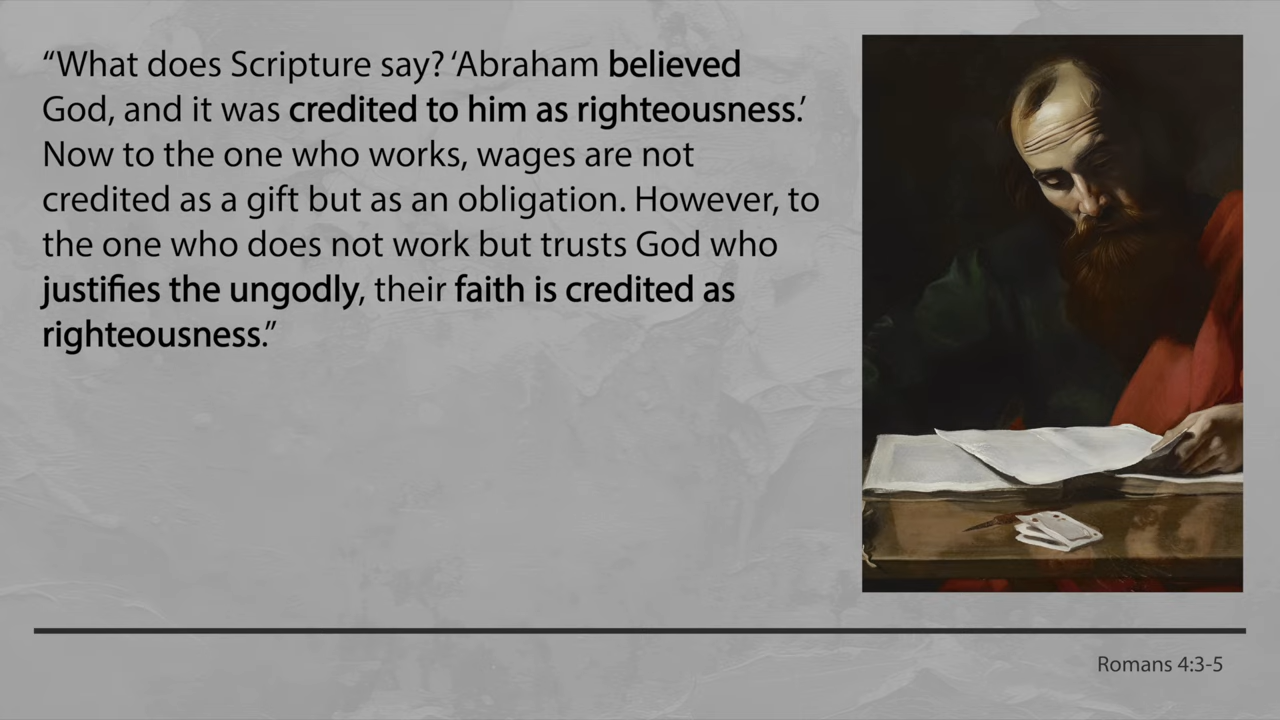 “What does Scripture say? ‘Abraham believed
God, and it was credited to him as righteousness.’
Now to the one who works, wages are not
credited as a gift but as an obligation. However, to
the one who does not work but trusts God who
justifies the ungodly, their faith is credited as
righteousness.”
Romans 4:3-5